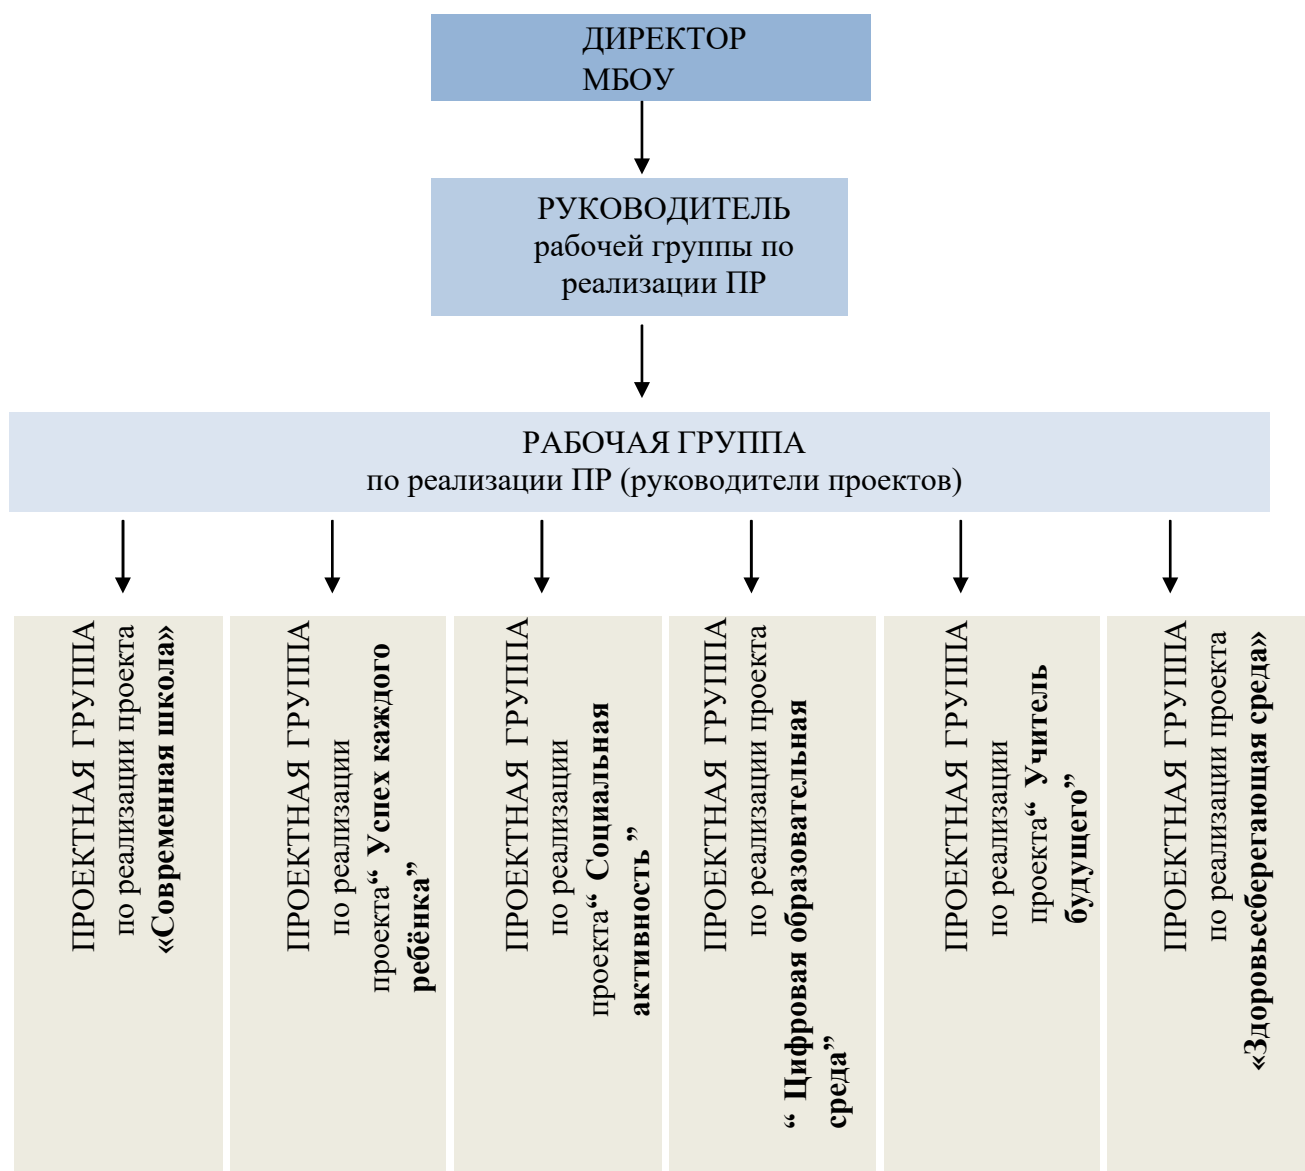 ДИРЕКТОР
МБОУ
РУКОВОДИТЕЛЬ
рабочей группы по
реализации ПР
РАБОЧАЯ ГРУППА
по реализации ПР (руководители проектов)
ПРОЕКТНАЯ ГРУППА
по реализации проекта
«Современная школа»
ПРОЕКТНАЯ ГРУППА
по реализации
проекта“ Успех каждого
ребёнка”
ПРОЕКТНАЯ ГРУППА
по реализации
проекта“ Социальная
активность ”
ПРОЕКТНАЯ ГРУППА
по реализации проекта
“ Цифровая образовательная
среда”
ПРОЕКТНАЯ ГРУППА
по реализации
проекта“ Учитель
будущего”
ПРОЕКТНАЯ ГРУППА
по реализации проекта
«Здоровьесберегающая среда»